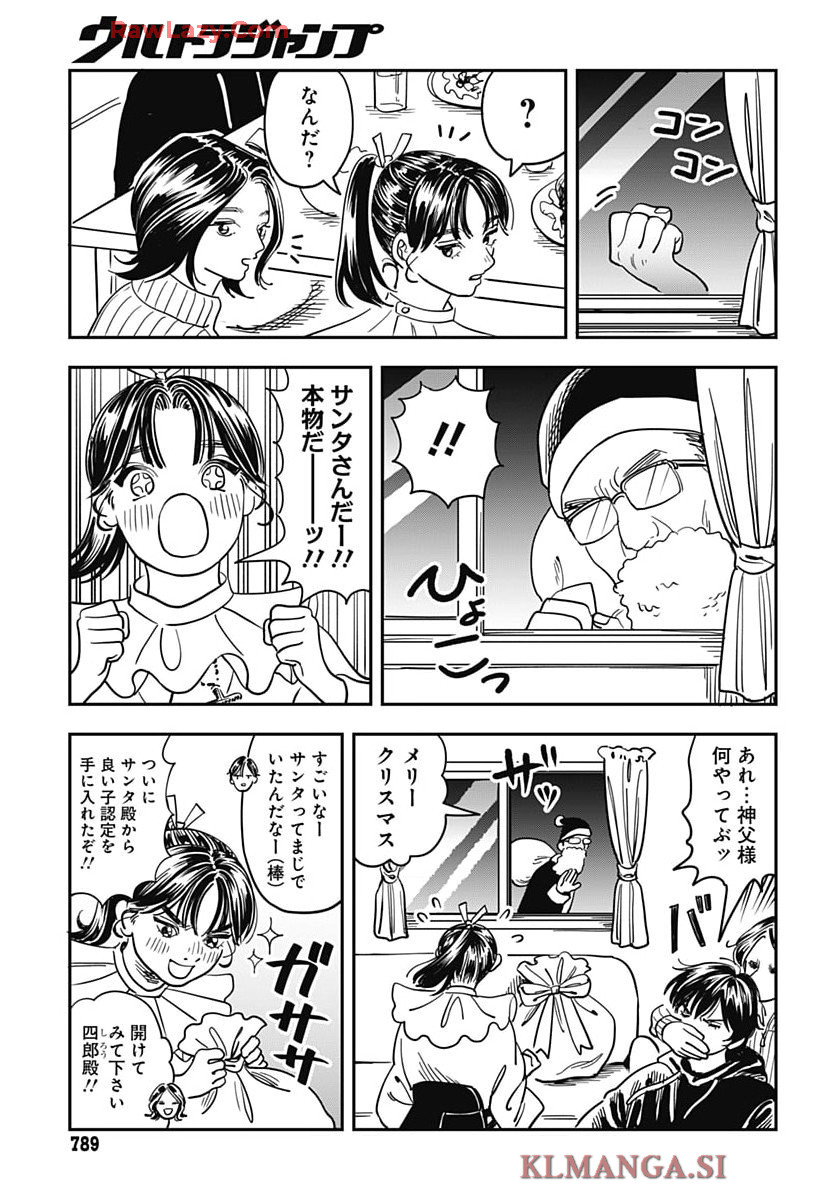 ウルトラジャンプ
RawLazy.Com
コン
コン
?
なんだ?
!!
ひょこっ
サンタさんだー!!
本物だ――ッ!!
あれ…神父様
何やってぶッ
バッ
ザッ
メリー
クリスマス
すごいなー
サンタってまじで
いたんだなー(棒)
ついに
サンタ殿から
良い子認定を
手に入れたぞ!!
ガササ
開けて
みて下さい
四郎殿!!
しろう
789
KLMANGA.SI